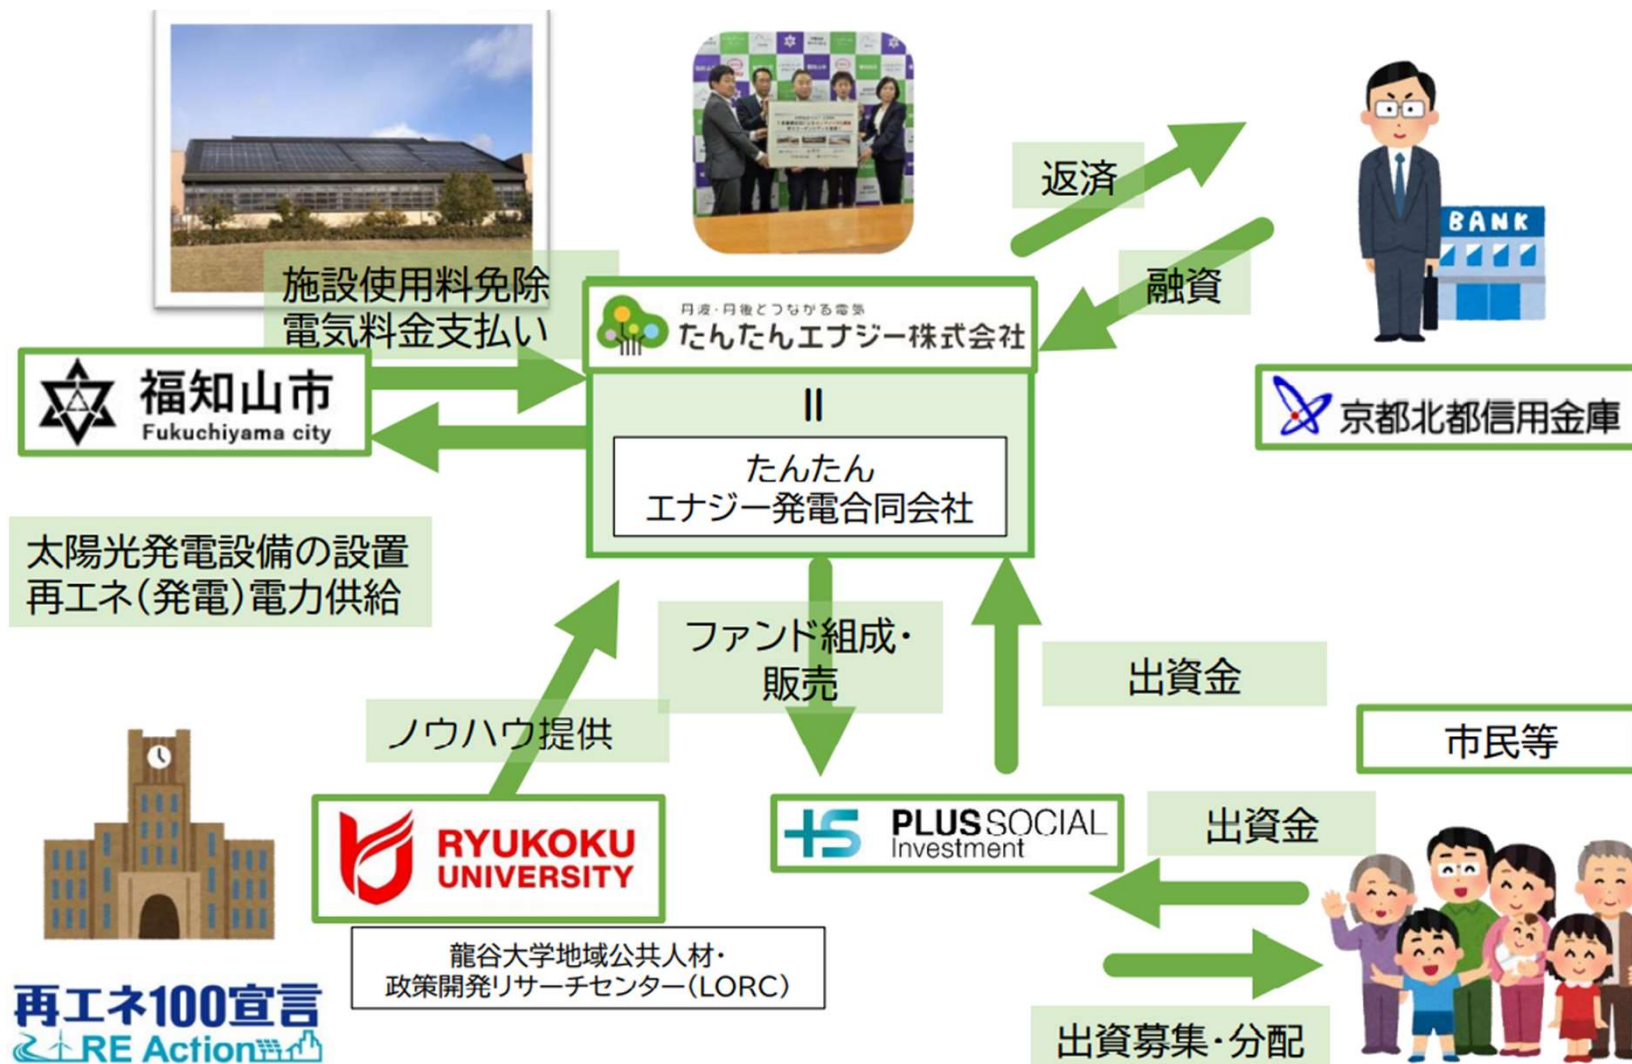 返済
BANK
融資
施設使用料免除
電気料金支払い
丹波・丹後とつながる電気
たんたんエナジー株式会社
福知山市
Fukuchiyama city
=
たんたん
エナジー発電合同会社
京都北都信用金庫
太陽光発電設備の設置
再エネ(発電)電力供給
ファンド組成・
販売
出資金
ノウハウ提供
市民等
RYUKOKU
UNIVERSITY
+S PLUS SOCIAL
Investment
出資金
龍谷大学地域公共人材・
政策開発リサーチセンター(LORC)
再エネ100宣言
RE Action
出資募集・分配